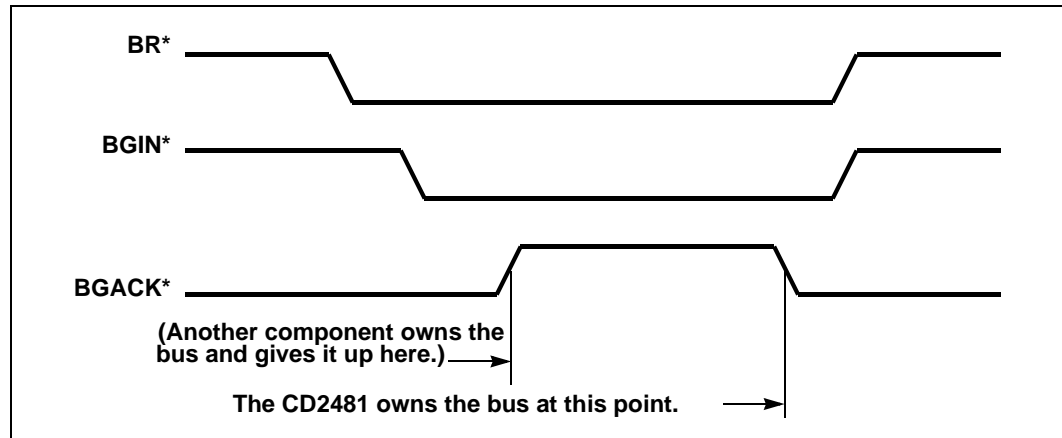 BR*
BGIN*
BGACK*
(Another component owns the
bus and gives it up here.)
The CD2481 owns the bus at this point.